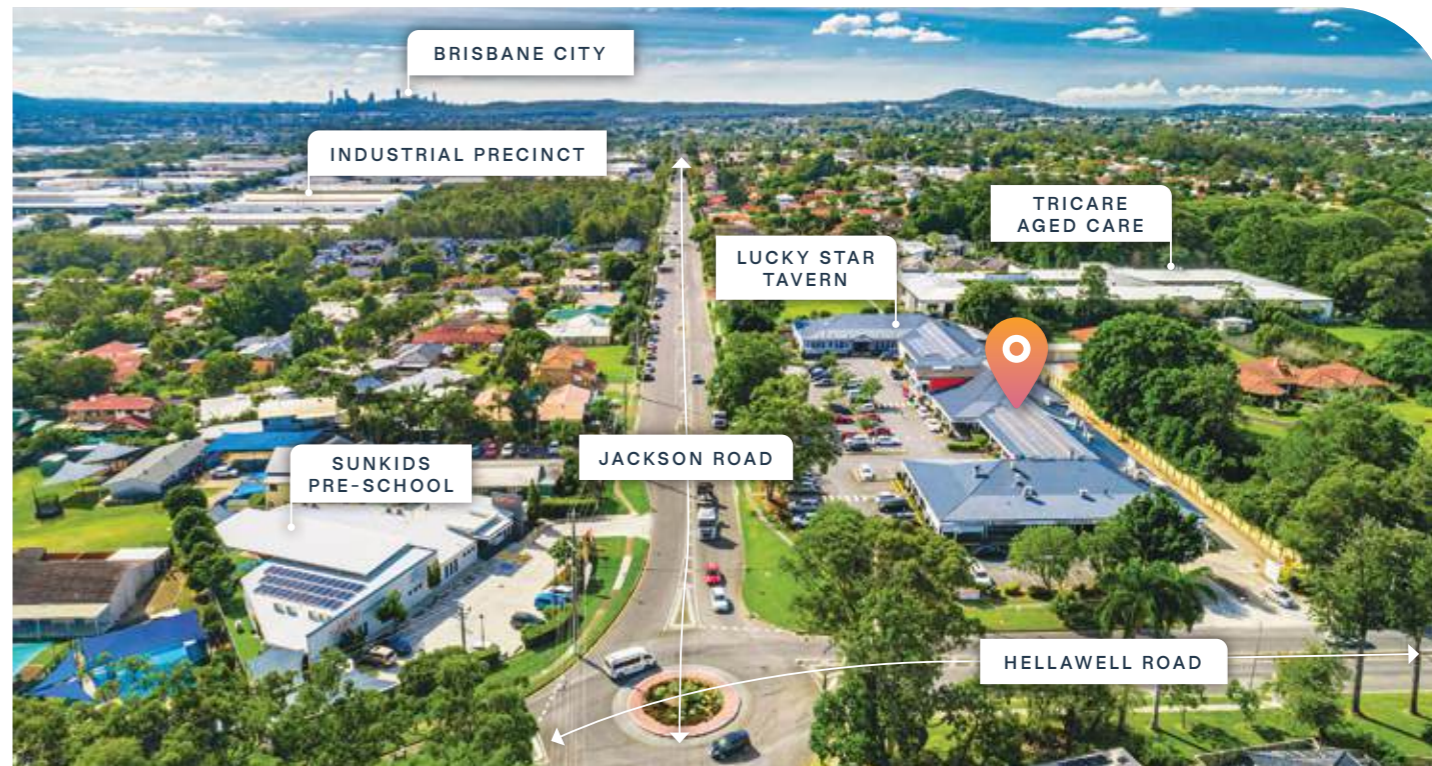 BRISBANE CITY
INDUSTRIAL PRECINCT
TRICARE
AGED CARE
LUCKY STAR
TAVERN
JACKSON ROAD
SUNKIDS
PRE-SCHOOL
HELLAWELL ROAD